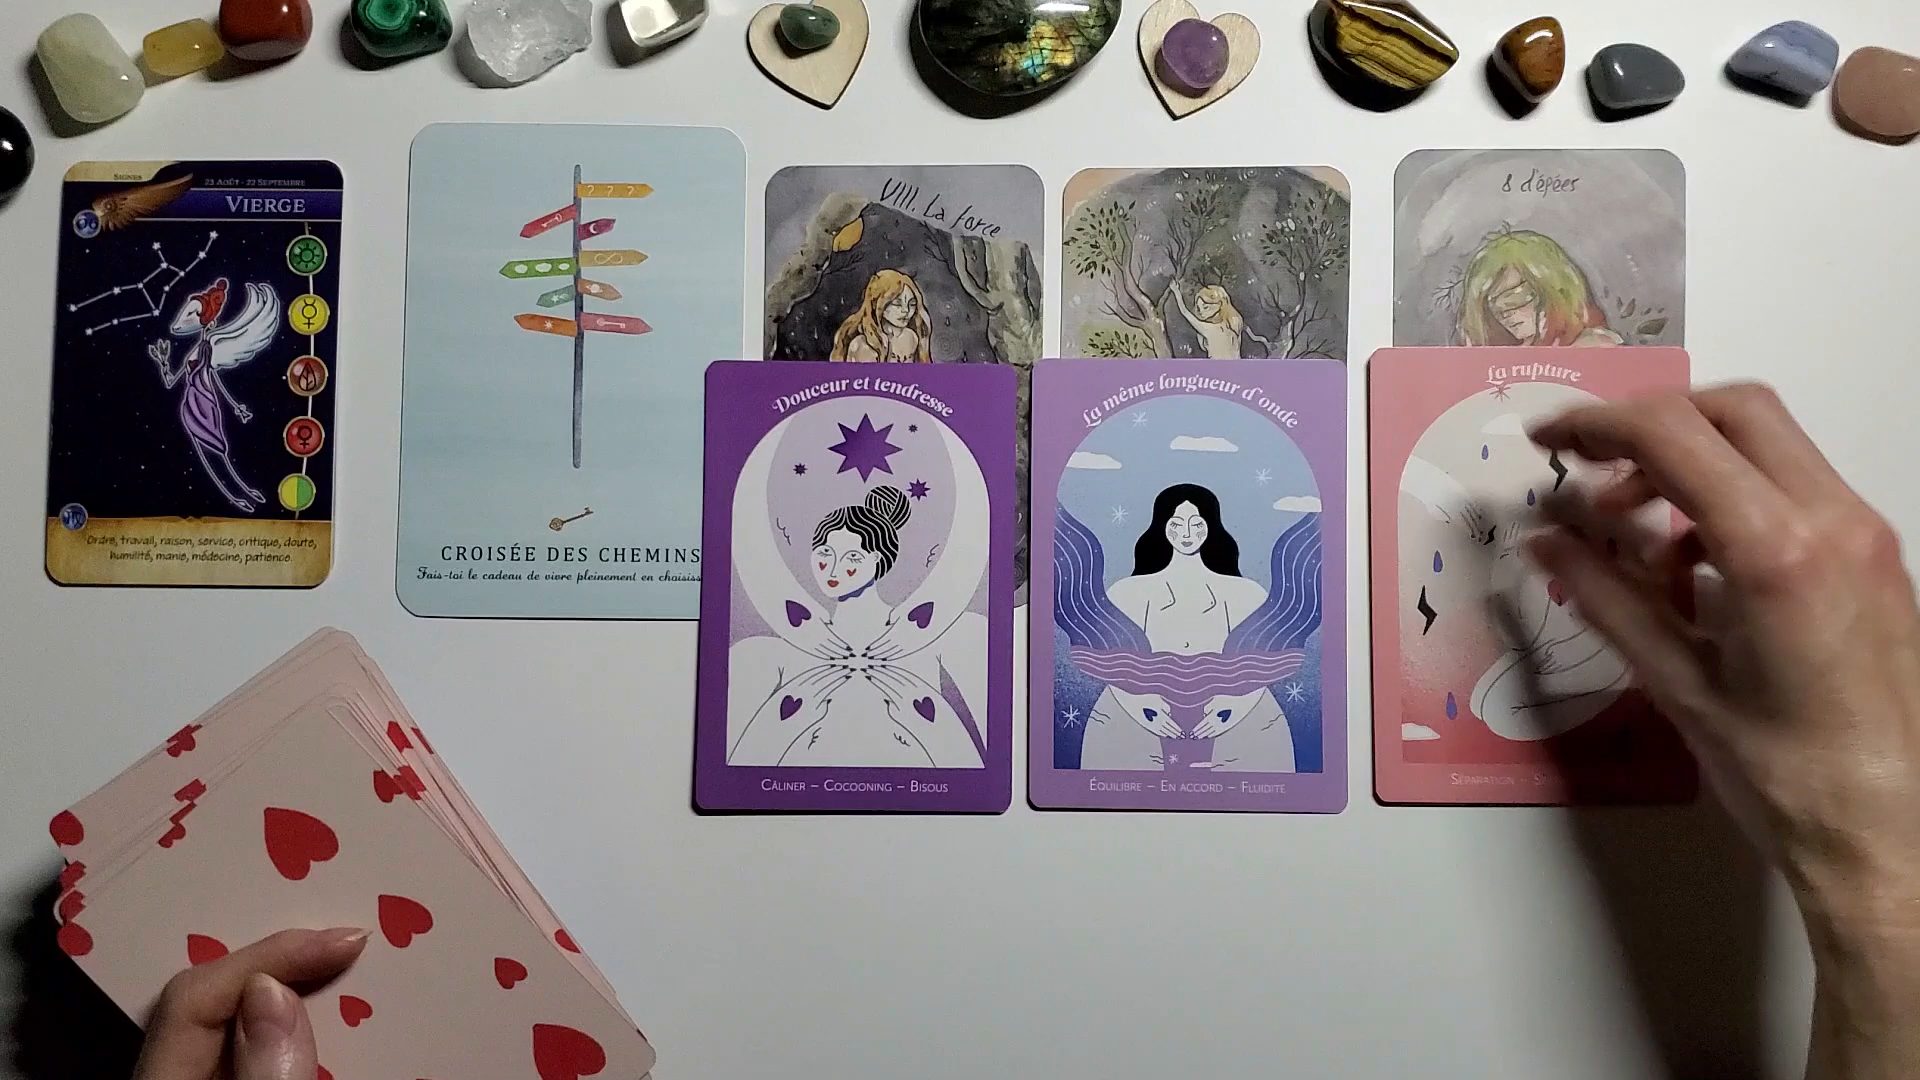 SIGNES
23 AOÛT - 22 SEPTEMBRE
VIERGE
Ordre, travail, raison, service, critique, doute,
humilité, manie, médecine, patience.
? ? ?
CROISÉE DES CHEMINS
Fais-toi le cadeau de vivre pleinement en
VIII. La force
8 d'épées
Douceur et tendresse
CÂLINER – COCOONING – BISOUS
La même longueur d'onde
ÉQUILIBRE – EN ACCORD – FLUIDITÉ
La rupture
SÉPARATION –